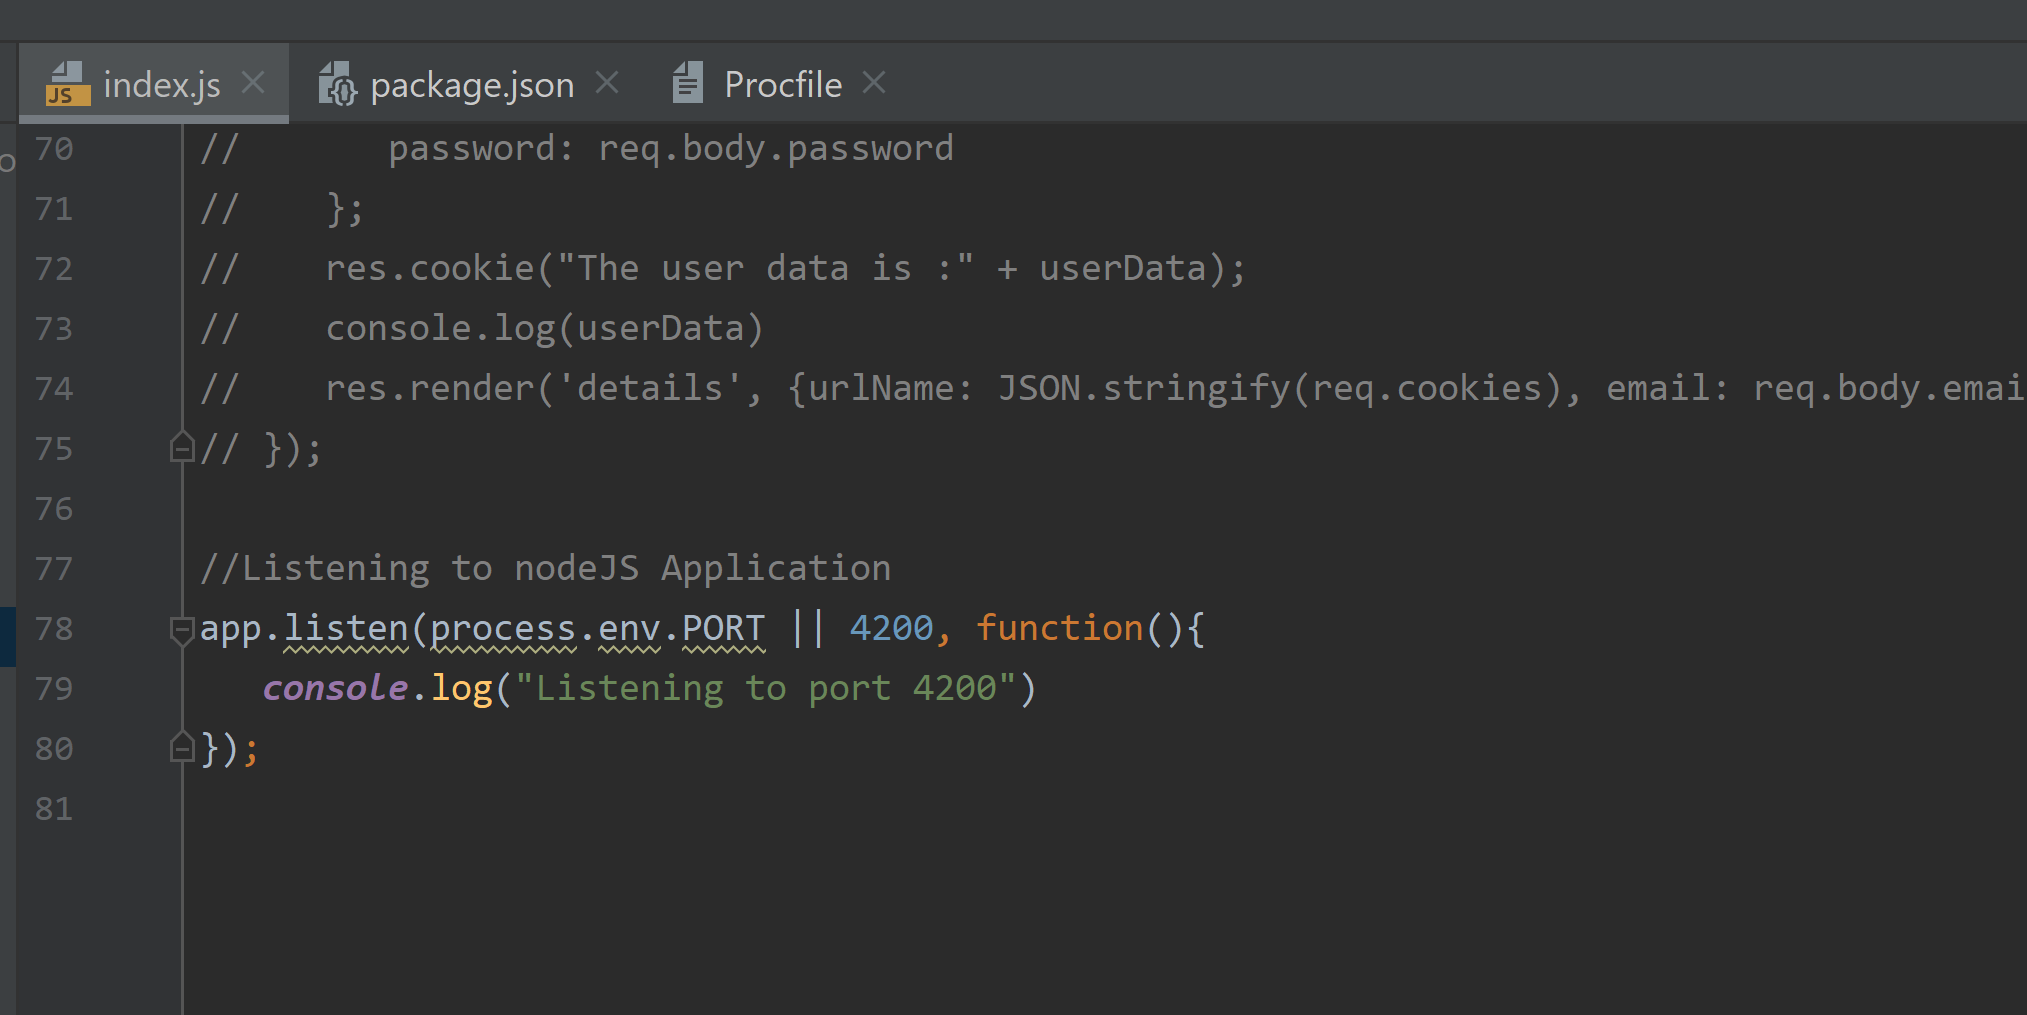 index.js package.json Procfile
70 //       password: req.body.password
71 //    };
72 //    res.cookie("The user data is :" + userData);
73 //    console.log(userData)
74 //    res.render('details', {urlName: JSON.stringify(req.cookies), email: req.body.emai
75 // });
76
77 //Listening to nodeJS Application
78 app.listen(process.env.PORT || 4200, function(){
79    console.log("Listening to port 4200")
80 });
81